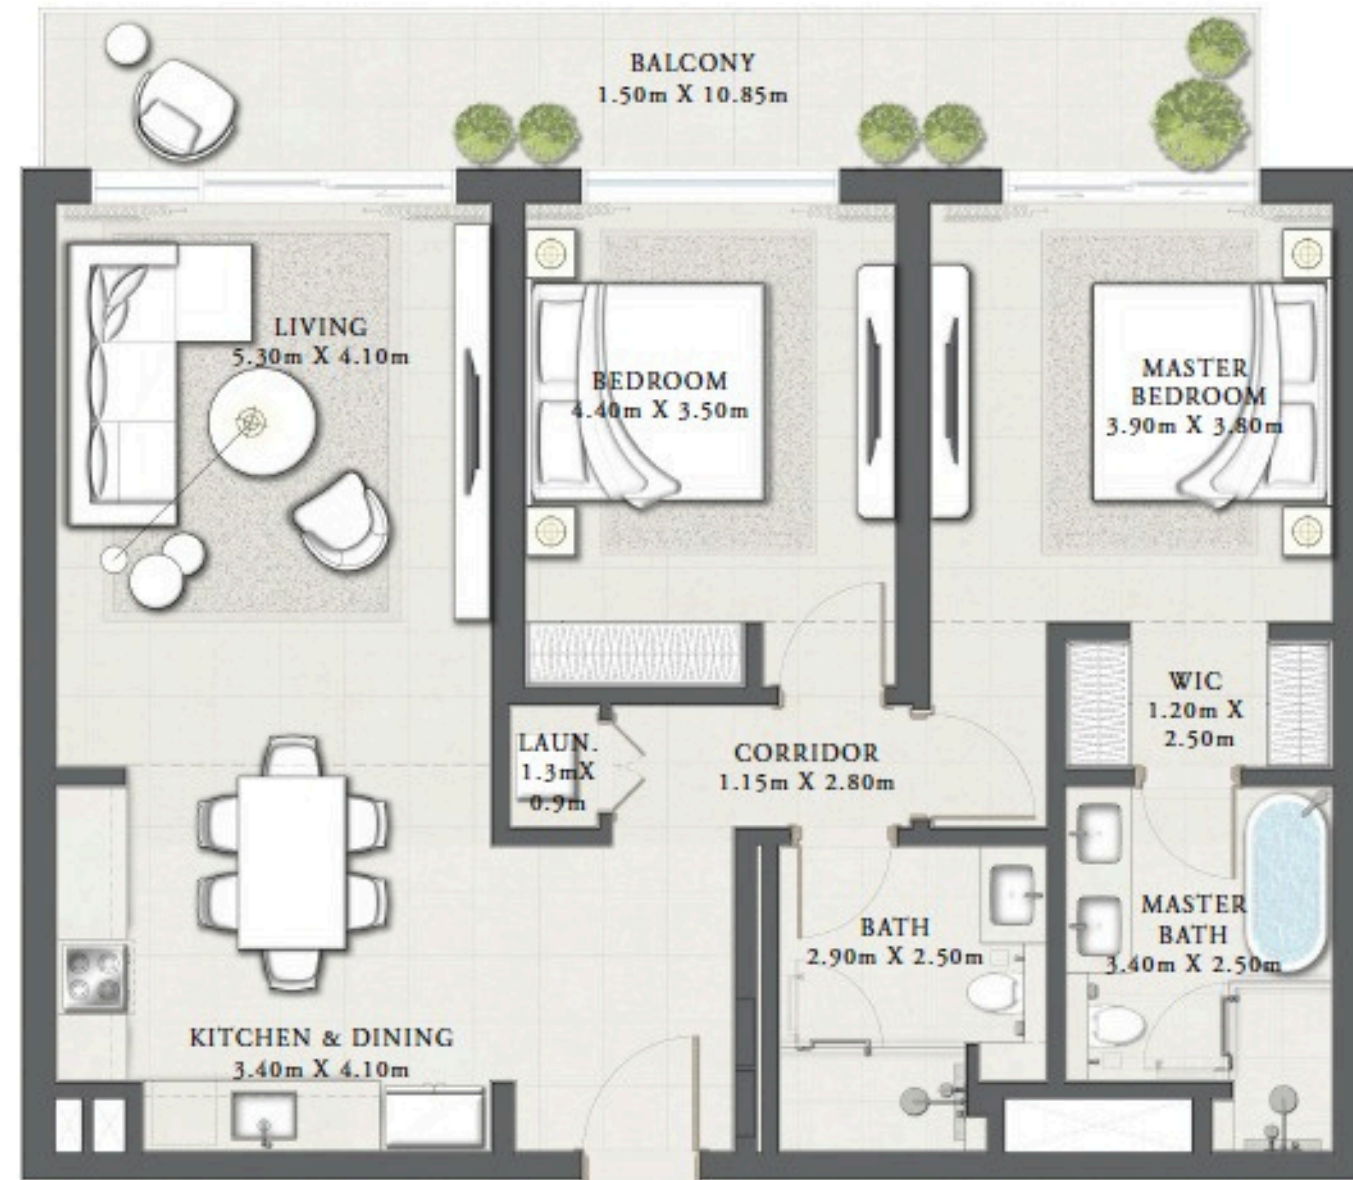 BALCONY
1.50m X 10.85m
LIVING
5.30m X 4.10m
BEDROOM
4.40m X 3.50m
MASTER
BEDROOM
3.90m X 3.80m
WIC
1.20m X
2.50m
LAUN.
1.3mX
0.9m
CORRIDOR
1.15m X 2.80m
BATH
2.90m X 2.50m
MASTER
BATH
3.40m X 2.50m
KITCHEN & DINING
3.40m X 4.10m